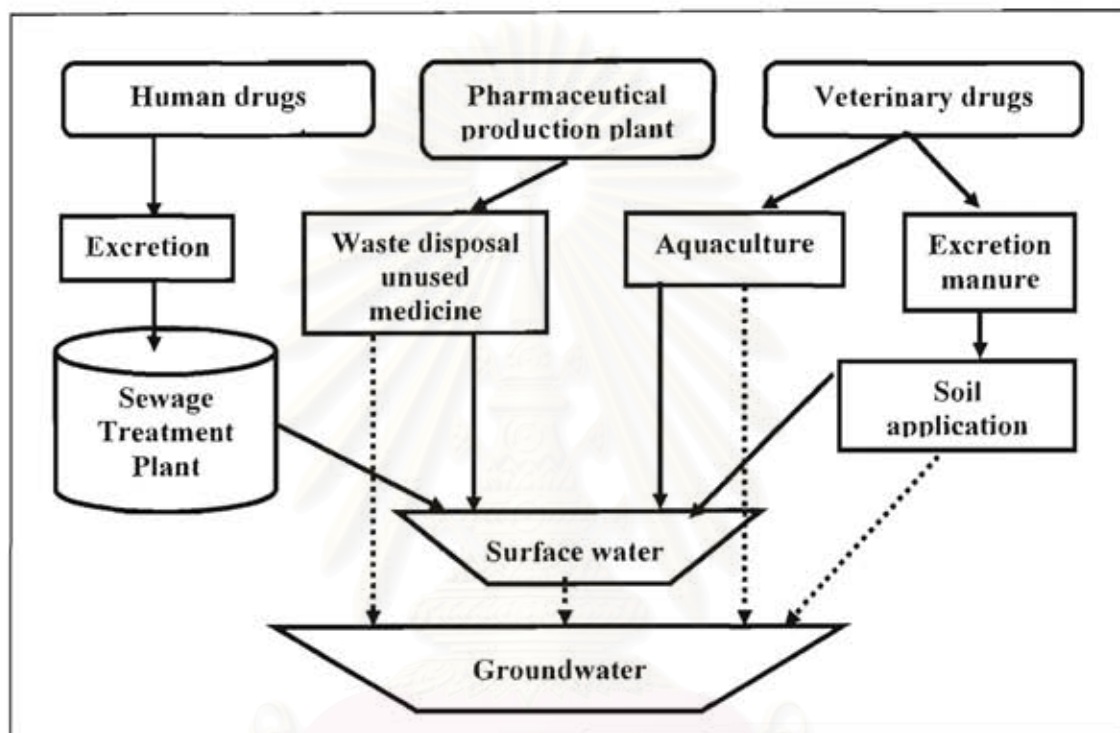 Human drugs
Pharmaceutical
production plant
Veterinary drugs
Excretion
Waste disposal
unused
medicine
Aquaculture
Excretion
manure
Sewage
Treatment
Plant
Soil
application
Surface water
Groundwater